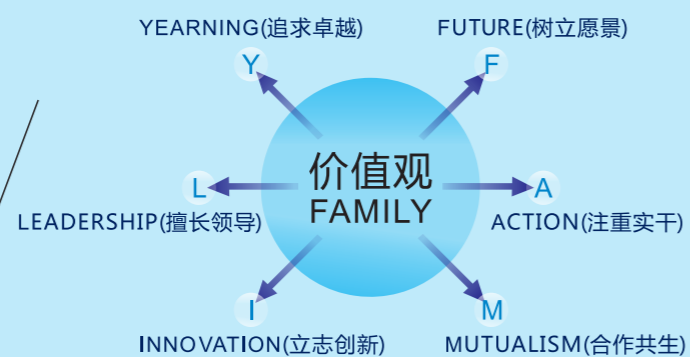 YEARNING(追求卓越)
FUTURE(树立愿景)
Y
F
价值观
FAMILY
L
A
LEADERSHIP(擅长领导)
ACTION(注重实干)
I
M
INNOVATION(立志创新)
MUTUALISM(合作共生)